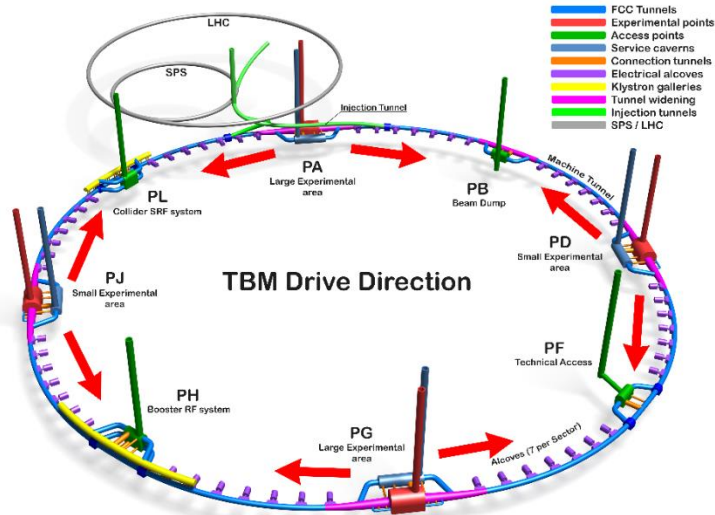 LHC
SPS
Injection Tunnel
FCC Tunnels
Experimental points
Access points
Service caverns
Connection tunnels
Electrical alcoves
Klystron galleries
Tunnel widening
Injection tunnels
SPS / LHC
PA
Large Experimental
area
PB
Beam Dump
Machine Tunnel
PL
Collider SRF system
PD
Small Experimental
area
PJ
Small Experimental
area
TBM Drive Direction
PF
Technical Access
PH
Booster RF system
PG
Large Experimental
area
Alcoves (7 per Sector)